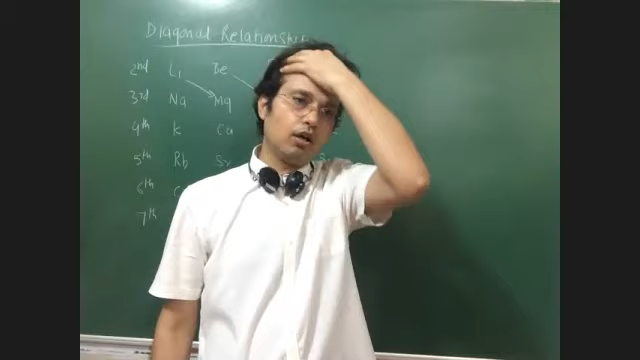 Diagonal Relationship
2nd Li Be
3rd Na Mg
4th K Ca
5th Rb Sr
6th C
7th